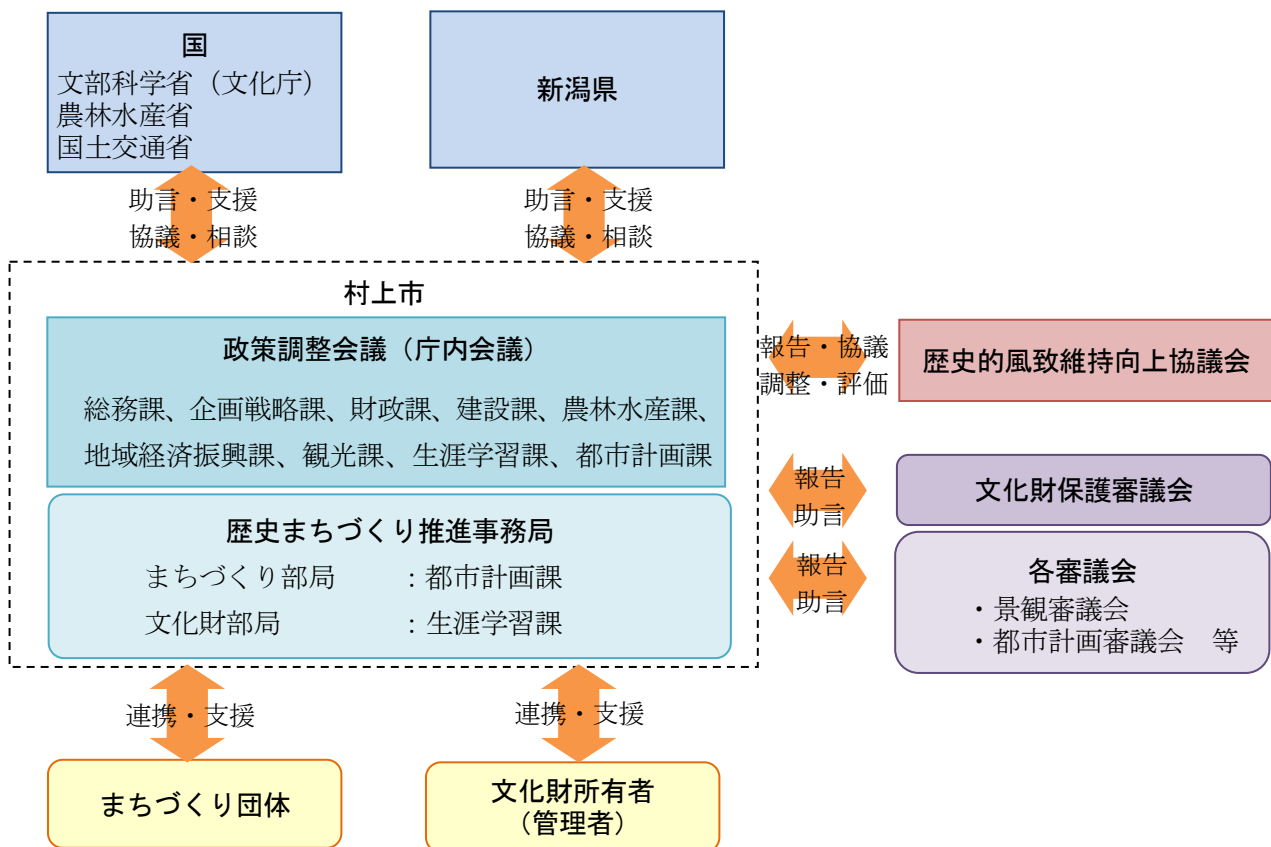 国
文部科学省(文化庁)
農林水産省
国土交通省
新潟県
助言・支援
協議・相談
助言・支援
協議・相談
村上市
政策調整会議(庁内会議)
総務課、企画戦略課、財政課、建設課、農林水産課、
地域経済振興課、観光課、生涯学習課、都市計画課
歴史まちづくり推進事務局
まちづくり部局 :都市計画課
文化財部局 :生涯学習課
報告・協議
調整・評価
歴史的風致維持向上協議会
報告
助言
文化財保護審議会
報告
助言
各審議会
・景観審議会
・都市計画審議会 等
連携・支援
連携・支援
まちづくり団体
文化財所有者
(管理者)